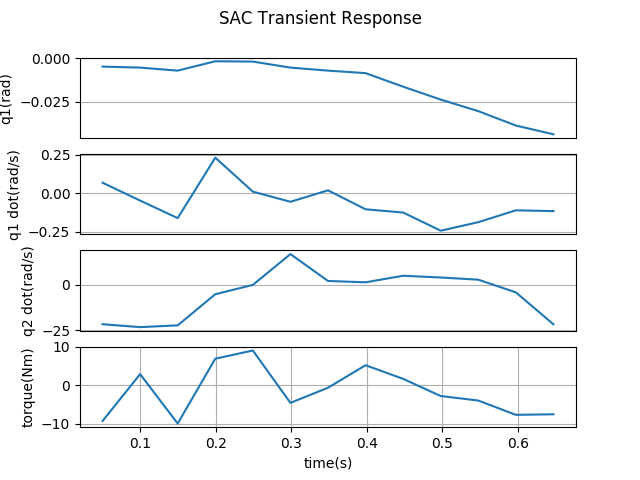 SAC Transient Response
0.000
−0.025
q1(rad)
0.25
0.00
−0.25
q1 dot(rad/s)
0
−25
q2 dot(rad/s)
10
0
−10
torque(Nm)
0.1 0.2 0.3 0.4 0.5 0.6
time(s)